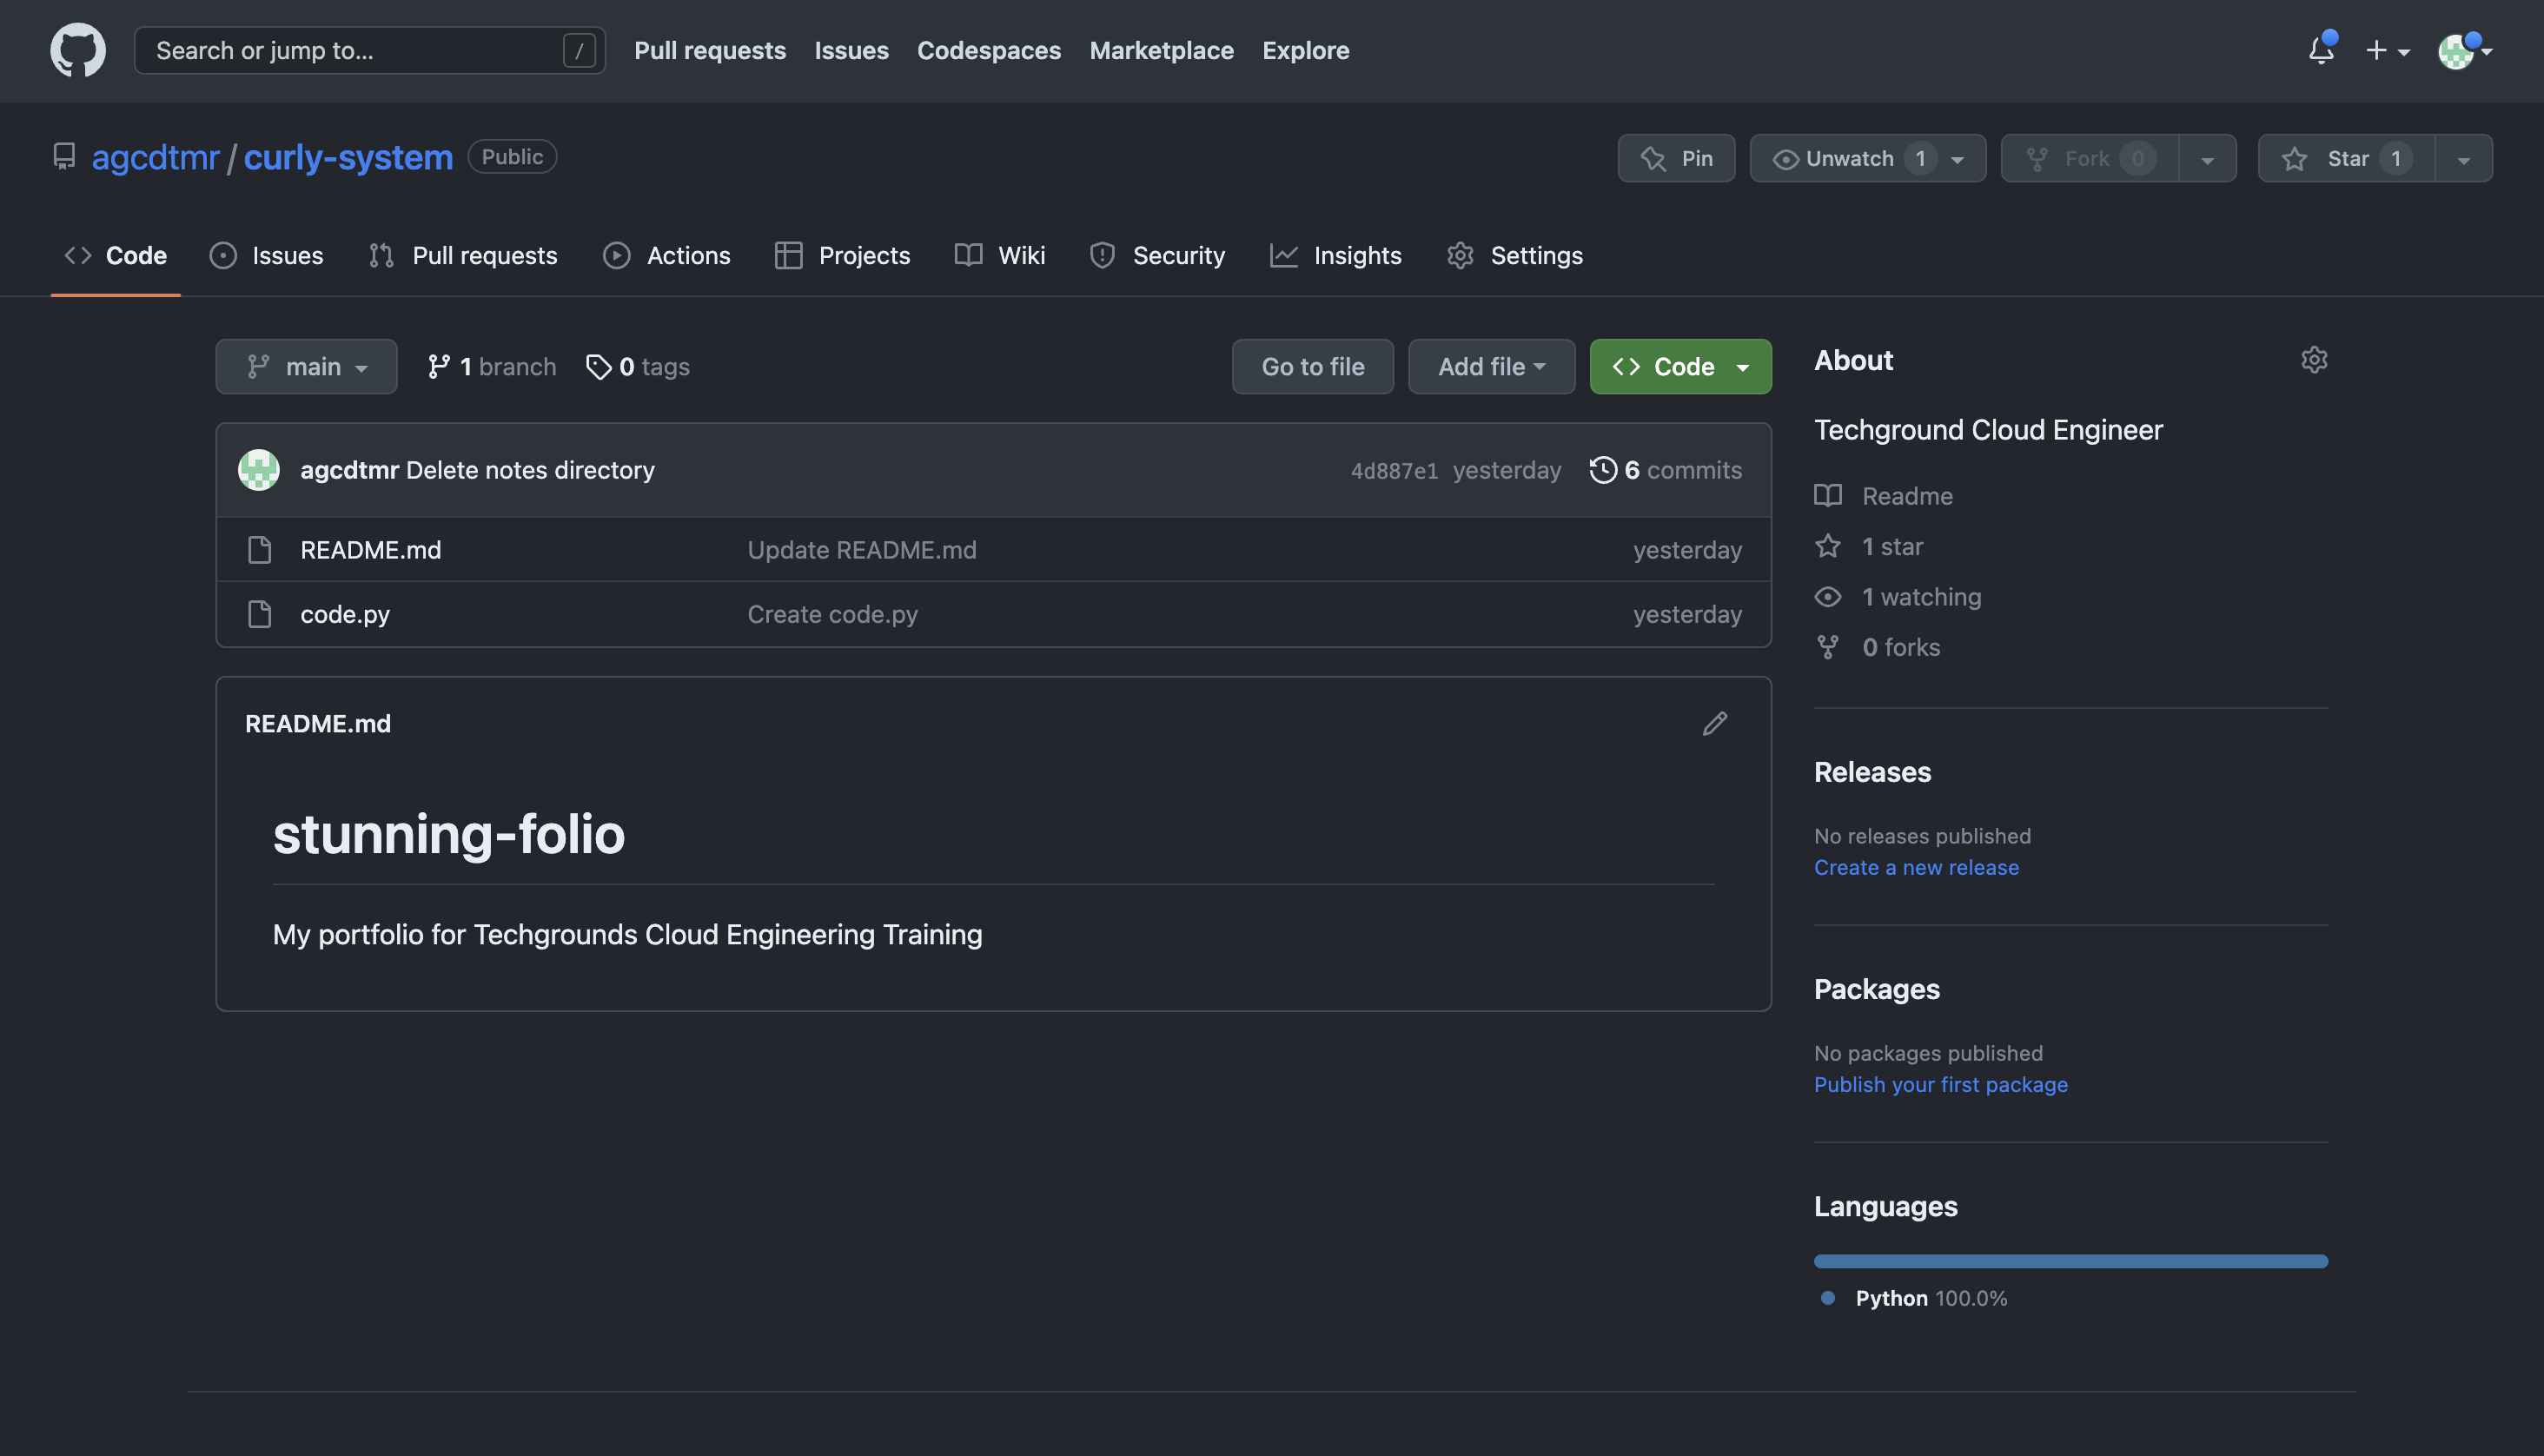 Search or jump to... /
Pull requests Issues Codespaces Marketplace Explore
agcdtmr / curly-system Public
Pin Unwatch 1 Fork 0 Star 1
Code Issues Pull requests Actions Projects Wiki Security Insights Settings
main 1 branch 0 tags Go to file Add file Code
agcdtmr Delete notes directory 4d887e1 yesterday 6 commits
README.md Update README.md yesterday
code.py Create code.py yesterday
README.md
stunning-folio
My portfolio for Techgrounds Cloud Engineering Training
About
Techground Cloud Engineer
Readme
1 star
1 watching
0 forks
Releases
No releases published
Create a new release
Packages
No packages published
Publish your first package
Languages
Python 100.0%